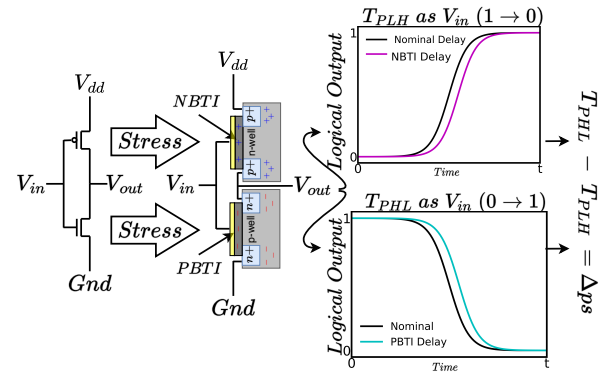 V_dd
V_in
V_out
Gnd
Stress
Stress
V_dd
NBTI
p+
n-well
p+
V_in
V_out
n+
p-well
n+
PBTI
Gnd
T_PLH as V_in (1 → 0)
Logical Output
1
0
Nominal Delay
NBTI Delay
0
Time
t
T_PHL as V_in (0 → 1)
Logical Output
1
0
Nominal
PBTI Delay
0
Time
t
T_PHL − T_PLH = Δps